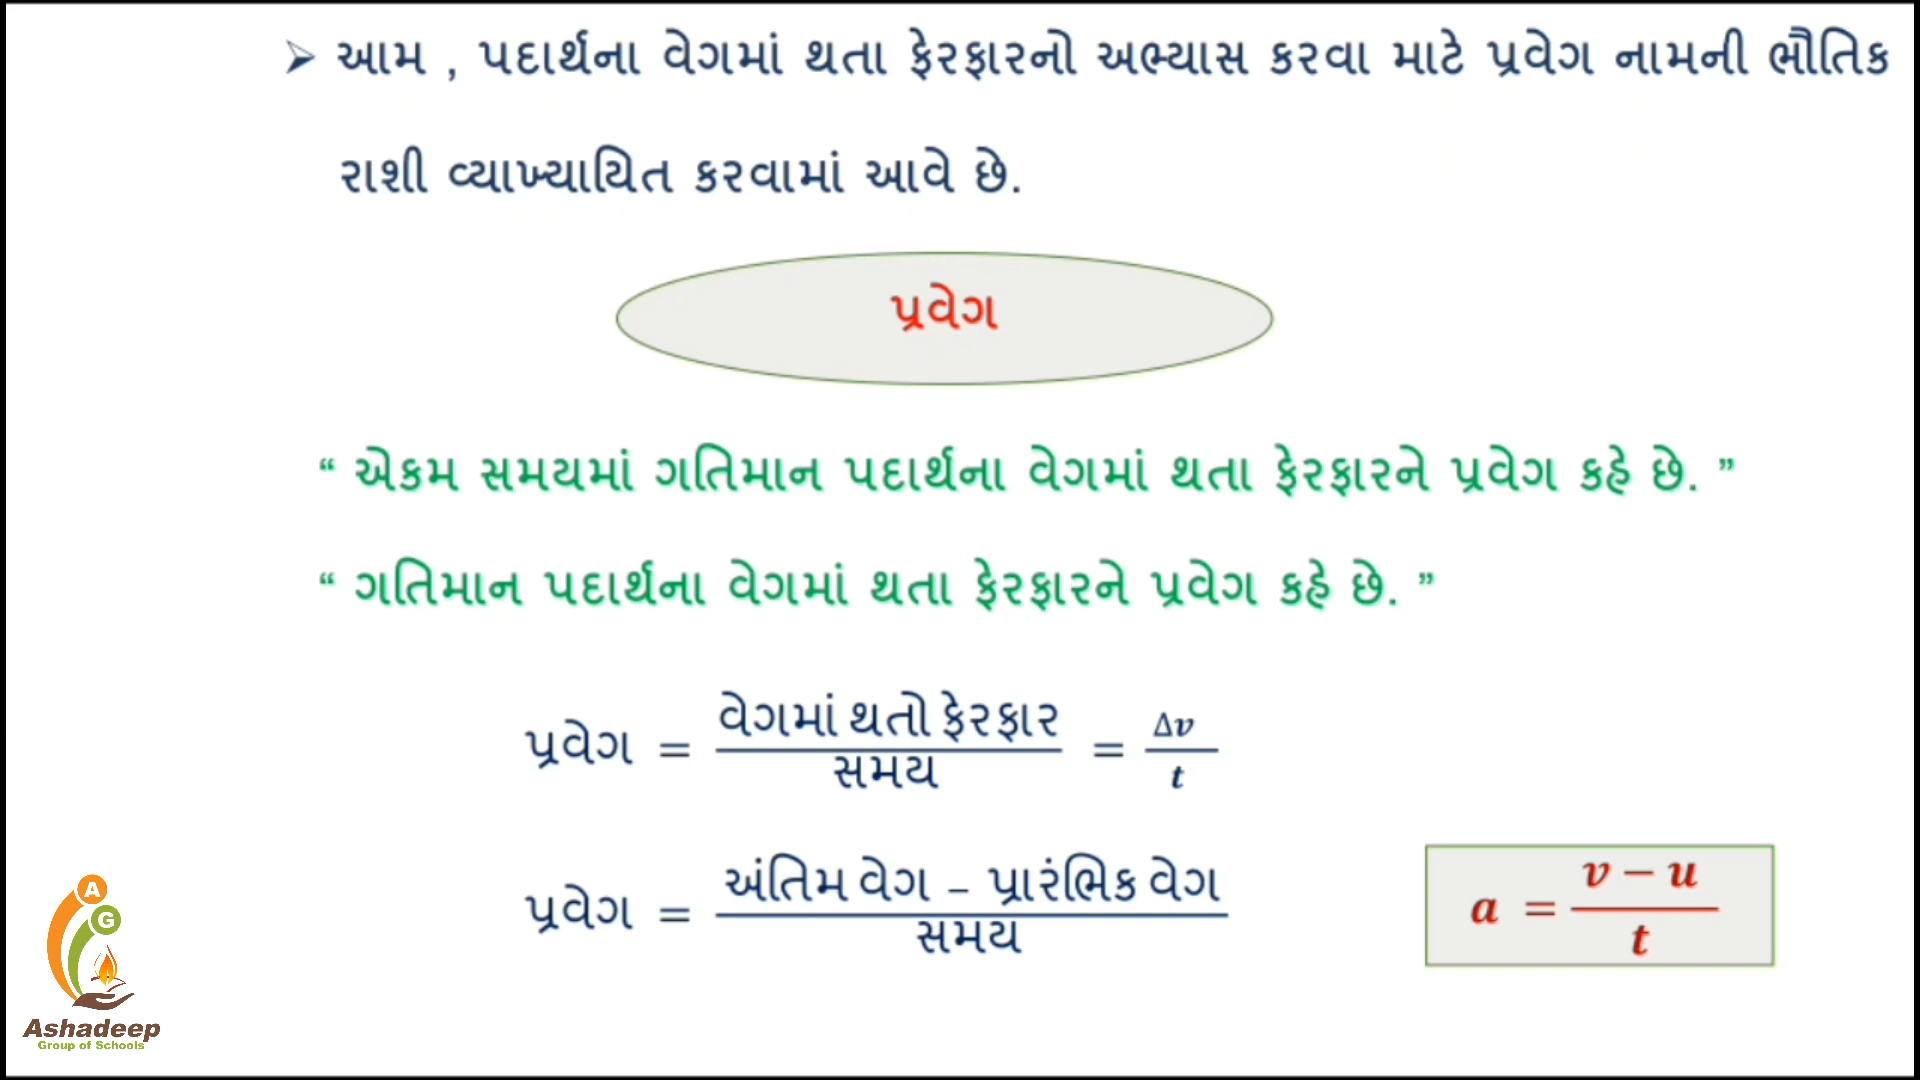 ➢ આમ , પદાર્થના વેગમાં થતા ફેરફારનો અભ્યાસ કરવા માટે પ્રવેગ નામની ભૌતિક
રાશી વ્યાખ્યાયિત કરવામાં આવે છે.
પ્રવેગ
“ એકમ સમયમાં ગતિમાન પદાર્થના વેગમાં થતા ફેરફારને પ્રવેગ કહે છે. ”
“ ગતિમાન પદાર્થના વેગમાં થતા ફેરફારને પ્રવેગ કહે છે. ”
પ્રવેગ = વેગમાં થતો ફેરફાર / સમય = Δv / t
પ્રવેગ = અંતિમ વેગ – પ્રારંભિક વેગ / સમય
a = v − u / t
A
G
Ashadeep
Group of Schools